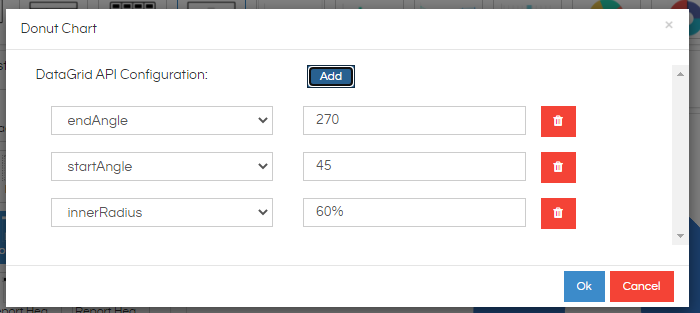 Donut Chart ×
DataGrid API Configuration: Add
endAngle 270
startAngle 45
innerRadius 60%
Ok Cancel